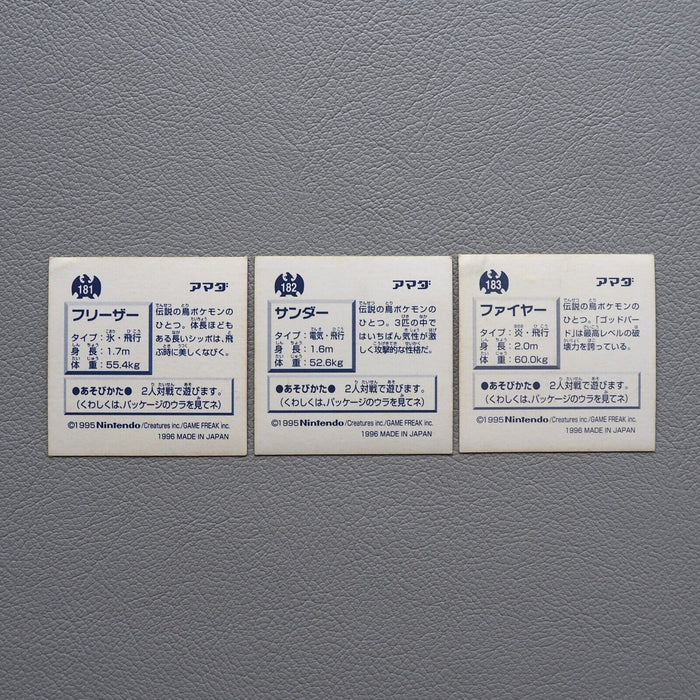 181
アマダ
フリーザー
タイプ:氷・飛行
身長:1.7m
体重:55.4kg
伝説の鳥ポケモンの
ひとつ。体長ほども
ある長いシッポは、飛
ぶ時に美しくなびく。
●あそびかた● 2人対戦で遊びます。
(くわしくは、パッケージのウラを見てネ)
©1995 Nintendo/Creatures inc./GAME FREAK inc.
1996 MADE IN JAPAN
182
アマダ
サンダー
タイプ:電気・飛行
身長:1.6m
体重:52.6kg
伝説の鳥ポケモンの
ひとつ。3匹の中で
はいちばん気性が激
しく攻撃的な性格だ。
●あそびかた● 2人対戦で遊びます。
(くわしくは、パッケージのウラを見てネ)
©1995 Nintendo/Creatures inc./GAME FREAK inc.
1996 MADE IN JAPAN
183
アマダ
ファイヤー
タイプ:炎・飛行
身長:2.0m
体重:60.0kg
伝説の鳥ポケモンの
ひとつ。「ゴッドバー
ド」は最高レベルの破
壊力を誇っている。
●あそびかた● 2人対戦で遊びます。
(くわしくは、パッケージのウラを見てネ)
©1995 Nintendo/Creatures inc./GAME FREAK inc.
1996 MADE IN JAPAN